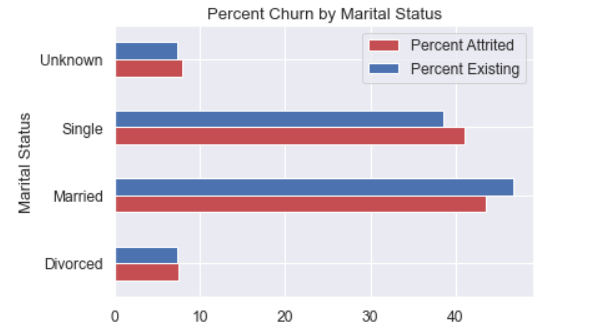 Percent Churn by Marital Status
Percent Attrited
Percent Existing
Marital Status
Unknown
Single
Married
Divorced
0 10 20 30 40